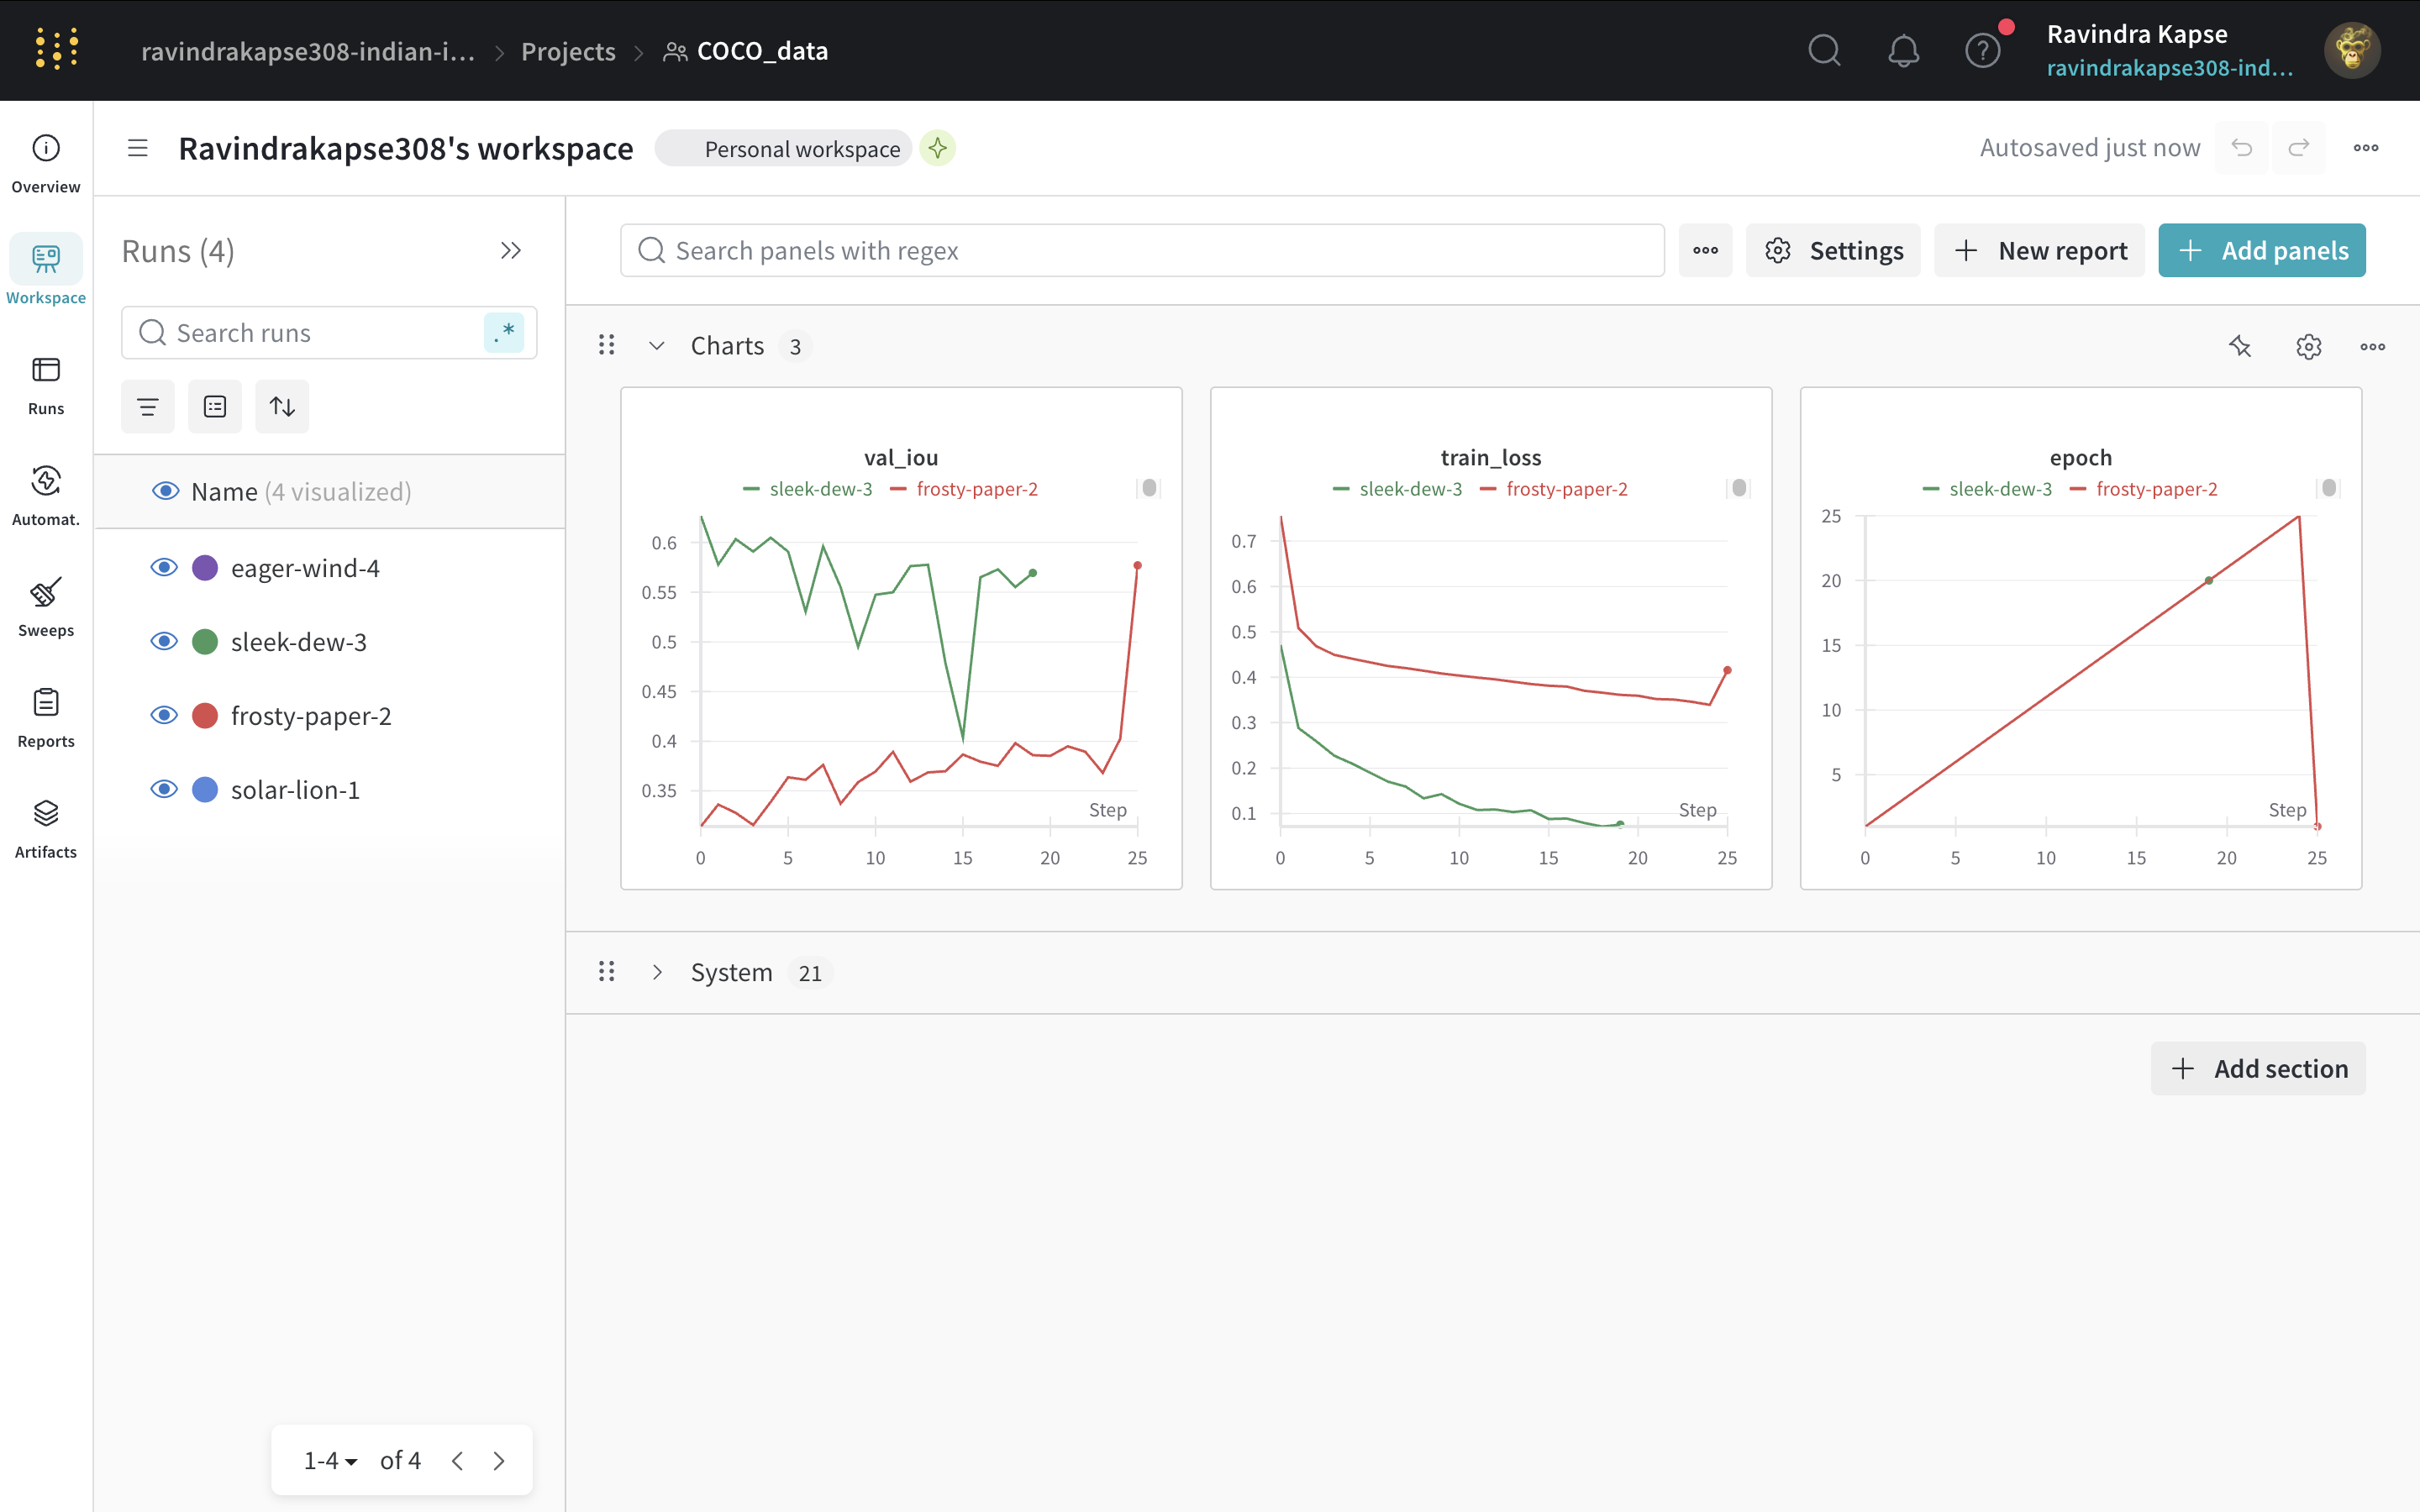 ravindrakapse308-indian-i... > Projects > COCO_data
Ravindra Kapse
ravindrakapse308-ind...
Ravindrakapse308's workspace
Personal workspace
Autosaved just now
Overview
Workspace
Runs
Automat.
Sweeps
Reports
Artifacts
Runs (4)
Search runs
.*
Name (4 visualized)
eager-wind-4
sleek-dew-3
frosty-paper-2
solar-lion-1
1-4 of 4
Search panels with regex
Settings
New report
Add panels
Charts 3
val_iou
sleek-dew-3 frosty-paper-2
0.6
0.55
0.5
0.45
0.4
0.35
Step
0 5 10 15 20 25
train_loss
sleek-dew-3 frosty-paper-2
0.7
0.6
0.5
0.4
0.3
0.2
0.1
Step
0 5 10 15 20 25
epoch
sleek-dew-3 frosty-paper-2
25
20
15
10
5
Step
0 5 10 15 20 25
System 21
Add section